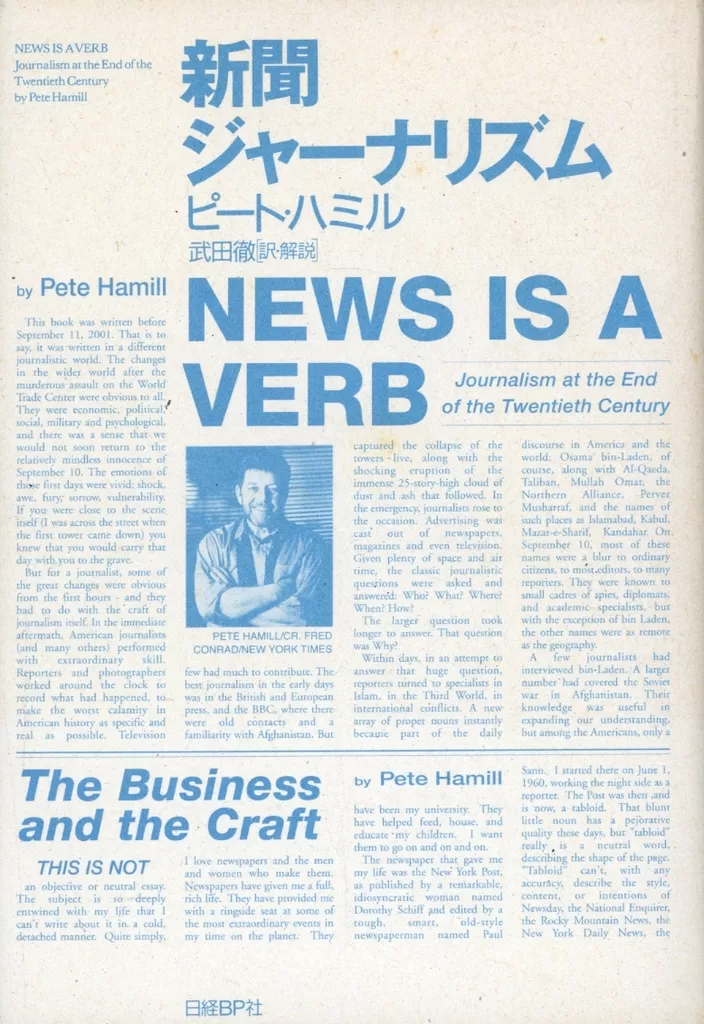 NEWS IS A VERB
Journalism at the End of the
Twentieth Century
by Pete Hamill
新聞
ジャーナリズム
ピート・ハミル
武田徹[訳・解説]
NEWS IS A
VERB
Journalism at the End
of the Twentieth Century
by Pete Hamill
This book was written before
September 11, 2001. That is to
say, it was written in a different
journalistic world. The changes
in the wider world after the
murderous assault on the World
Trade Center were obvious to all.
They were economic, political,
social, military and psychological,
and there was a sense that we
would not soon return to the
relatively mindless innocence of
September 10. The emotions of
those first days were vivid: shock,
awe, fury, sorrow, vulnerability.
If you were close to the scene
itself (I was across the street when
the first tower came down) you
knew that you would carry that
day with you to the grave.
But for a journalist, some of
the great changes were obvious
from the first hours - and they
had to do with the craft of
journalism itself. In the immediate
aftermath, American journalists
(and many others) performed
with extraordinary skill.
Reporters and photographers
worked around the clock to
record what had happened, to
make the worst calamity in
American history as specific and
real as possible. Television
PETE HAMILL/CR. FRED
CONRAD/NEW YORK TIMES
captured the collapse of the
towers live, along with the
shocking eruption of the
immense 25-story-high cloud of
dust and ash that followed. In
the emergency, journalists rose to
the occasion. Advertising was
cast out of newspapers,
magazines and even television.
Given plenty of space and air
time, the classic journalistic
questions were asked and
answered: Who? What? Where?
When? How?
The larger question took
longer to answer. That question
was Why?
Within days, in an attempt to
answer that huge question,
reporters turned to specialists in
Islam, in the Third World, in
international conflicts. A new
array of proper nouns instantly
became part of the daily
discourse in America and the
world: Osama bin-Laden, of
course, along with Al-Qaeda,
Taliban, Mullah Omar, the
Northern Alliance, Pervez
Musharraf, and the names of
such places as Islamabad, Kabul,
Mazar-e-Sharif, Kandahar. On
September 10, most of these
names were a blur to ordinary
citizens, to most editors, to many
reporters. They were known to
small cadres of spies, diplomats,
and academic specialists, but
with the exception of bin Laden,
the other names were as remote
as the geography.
A few journalists had
interviewed bin-Laden. A larger
number had covered the Soviet
war in Afghanistan. Their
knowledge was useful in
expanding our understanding,
but among the Americans, only a
few had much to contribute. The
best journalism in the early days
was in the British and European
press, and the BBC, where there
were old contacts and a
familiarity with Afghanistan. But
The Business
and the Craft
by Pete Hamill
THIS IS NOT
an objective or neutral essay.
The subject is so deeply
entwined with my life that I
can't write about it in a cold,
detached manner. Quite simply,
I love newspapers and the men
and women who make them.
Newspapers have given me a full,
rich life. They have provided me
with a ringside seat at some of
the most extraordinary events in
my time on the planet. They
have been my university. They
have helped feed, house, and
educate my children. I want
them to go on and on and on.
The newspaper that gave me
my life was the New York Post,
as published by a remarkable,
idiosyncratic woman named
Dorothy Schiff and edited by a
tough, smart, old-style
newspaperman named Paul
Sann. I started there on June 1,
1960, working the night side as a
reporter. The Post was then and
is now, a tabloid. That blunt
little noun has a pejorative
quality these days, but "tabloid"
really is a neutral word,
describing the shape of the page.
"Tabloid" can't, with any
accuracy, describe the style,
content, or intentions of
Newsday, the National Enquirer,
the Rocky Mountain News, the
New York Daily News, the
日経BP社